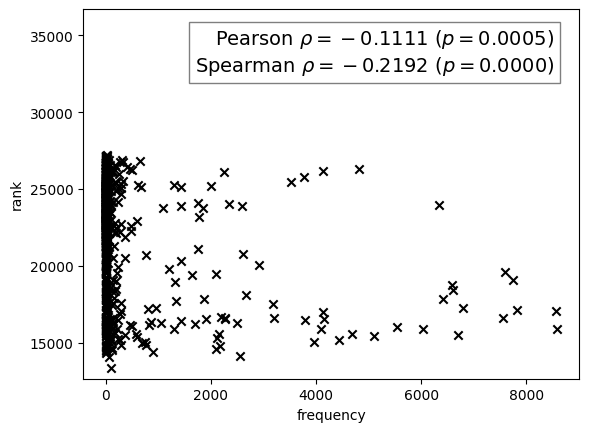 Pearson ρ = −0.1111 (p = 0.0005)
Spearman ρ = −0.2192 (p = 0.0000)
35000
30000
25000
20000
15000
rank
0 2000 4000 6000 8000
frequency